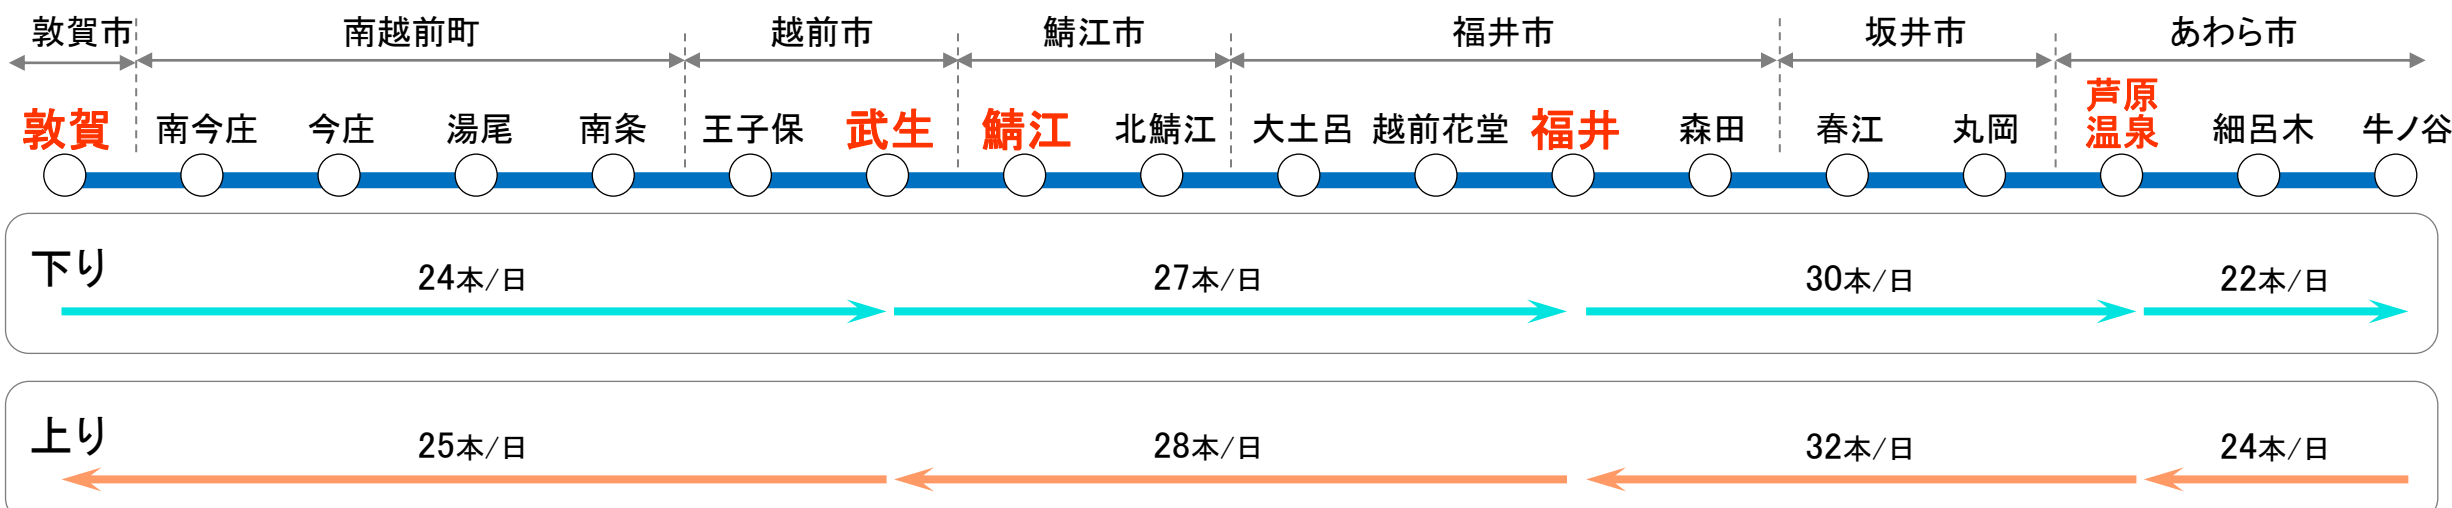 敦賀市 南越前町 越前市 鯖江市 福井市 坂井市 あわら市
敦賀 南今庄 今庄 湯尾 南条 王子保 武生 鯖江 北鯖江 大土呂 越前花堂 福井 森田 春江 丸岡 芦原温泉 細呂木 牛ノ谷
下り
24本/日 27本/日 30本/日 22本/日
上り
25本/日 28本/日 32本/日 24本/日